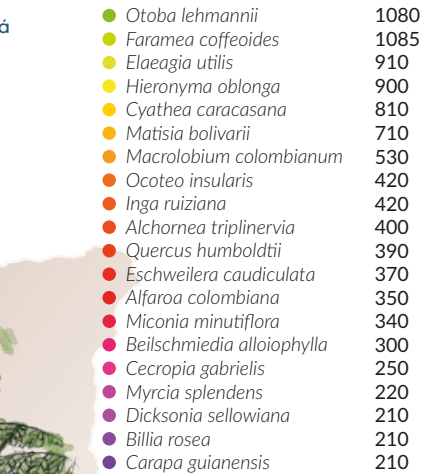 á
Otoba lehmannii 1080
Faramea coffeoides 1085
Elaeagia utilis 910
Hieronyma oblonga 900
Cyathea caracasana 810
Matisia bolivarii 710
Macrolobium colombianum 530
Ocoteo insularis 420
Inga ruiziana 420
Alchornea triplinervia 400
Quercus humboldtii 390
Eschweilera caudiculata 370
Alfaroa colombiana 350
Miconia minutiflora 340
Beilschmiedia alloiophylla 300
Cecropia gabrielis 250
Myrcia splendens 220
Dicksonia sellowiana 210
Billia rosea 210
Carapa guianensis 210